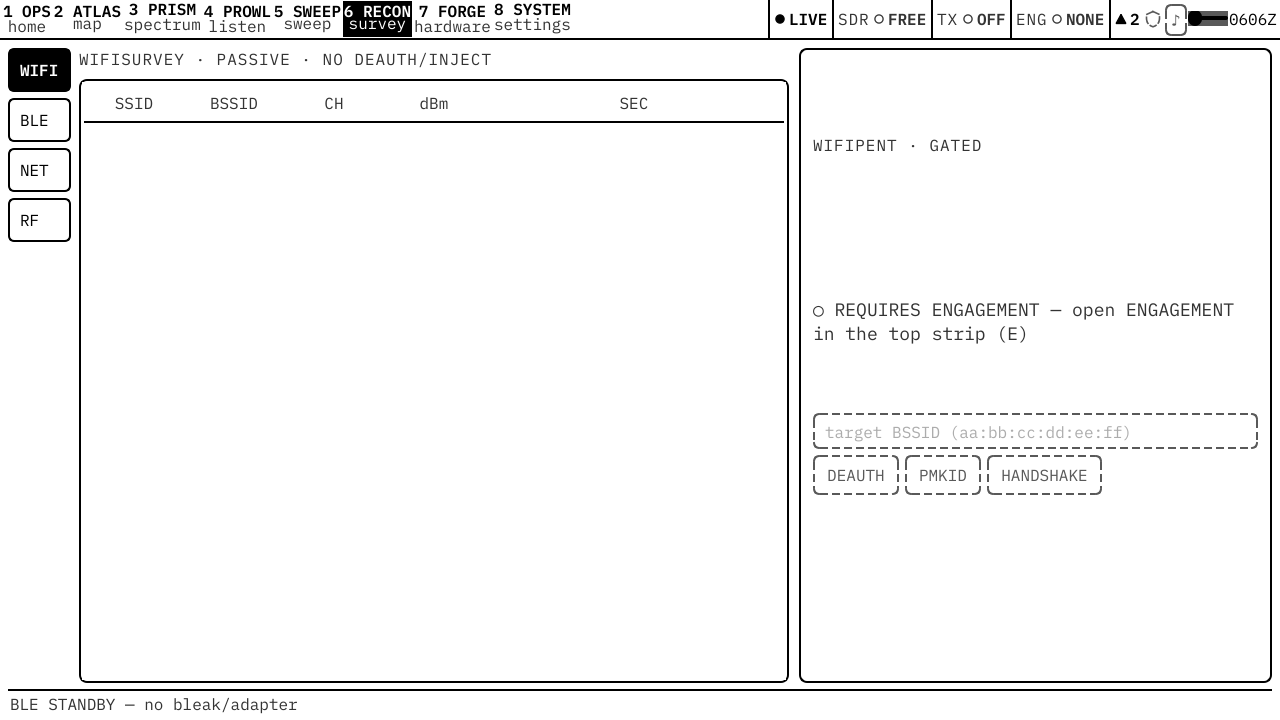 1 OPS 2 ATLAS 3 PRISM 4 PROWL 5 SWEEP 6 RECON 7 FORGE 8 SYSTEM
home map spectrum listen sweep survey hardware settings
● LIVE SDR ○ FREE TX ○ OFF ENG ○ NONE ▲ 2 ♪ 0606Z
WIFI
BLE
NET
RF
WIFISURVEY · PASSIVE · NO DEAUTH/INJECT
SSID BSSID CH dBm SEC
WIFIPENT · GATED
○ REQUIRES ENGAGEMENT — open ENGAGEMENT
in the top strip (E)
target BSSID (aa:bb:cc:dd:ee:ff)
DEAUTH PMKID HANDSHAKE
BLE STANDBY — no bleak/adapter